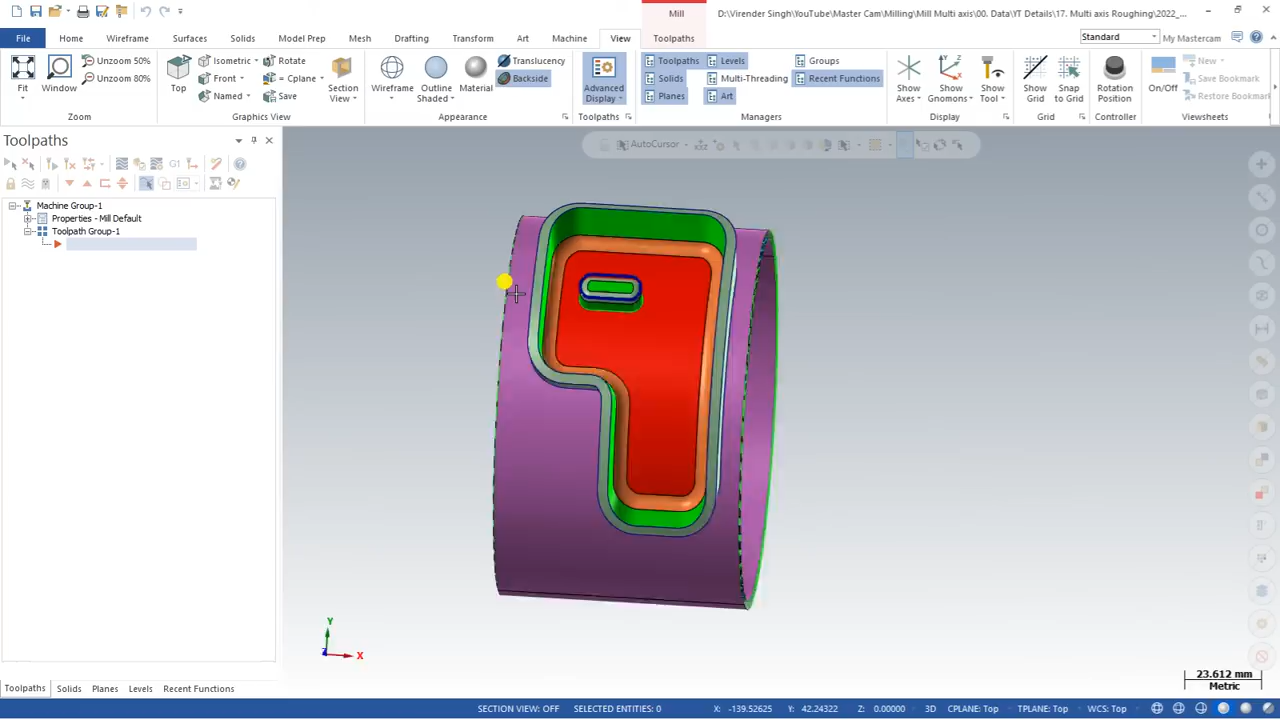 Mill
D:\Virender Singh\YouTube\Master Cam\Milling\Mill Multi axis\00. Data\YT Details\17. Multi axis Roughing\2022_...
File Home Wireframe Surfaces Solids Model Prep Mesh Drafting Transform Art Machine View Toolpaths
Standard My Mastercam
Fit Window Unzoom 50% Unzoom 80%
Zoom
Top Isometric Front Named Rotate = Cplane Save Section View
Graphics View
Wireframe Outline Shaded Material Translucency Backside
Appearance
Advanced Display
Toolpaths
Toolpaths Solids Planes Levels Multi-Threading Art Groups Recent Functions
Managers
Show Axes Show Gnomons Show Tool
Display
Show Grid Snap to Grid
Grid
Rotation Position
Controller
On/Off New Save Bookmark Restore Bookmark
Viewsheets
Toolpaths
AutoCursor
G1
Machine Group-1
Properties - Mill Default
Toolpath Group-1
Y
Z X
23.612 mm
Metric
Toolpaths Solids Planes Levels Recent Functions
SECTION VIEW: OFF SELECTED ENTITIES: 0 X: -139.52625 Y: 42.24322 Z: 0.00000 3D CPLANE: Top TPLANE: Top WCS: Top